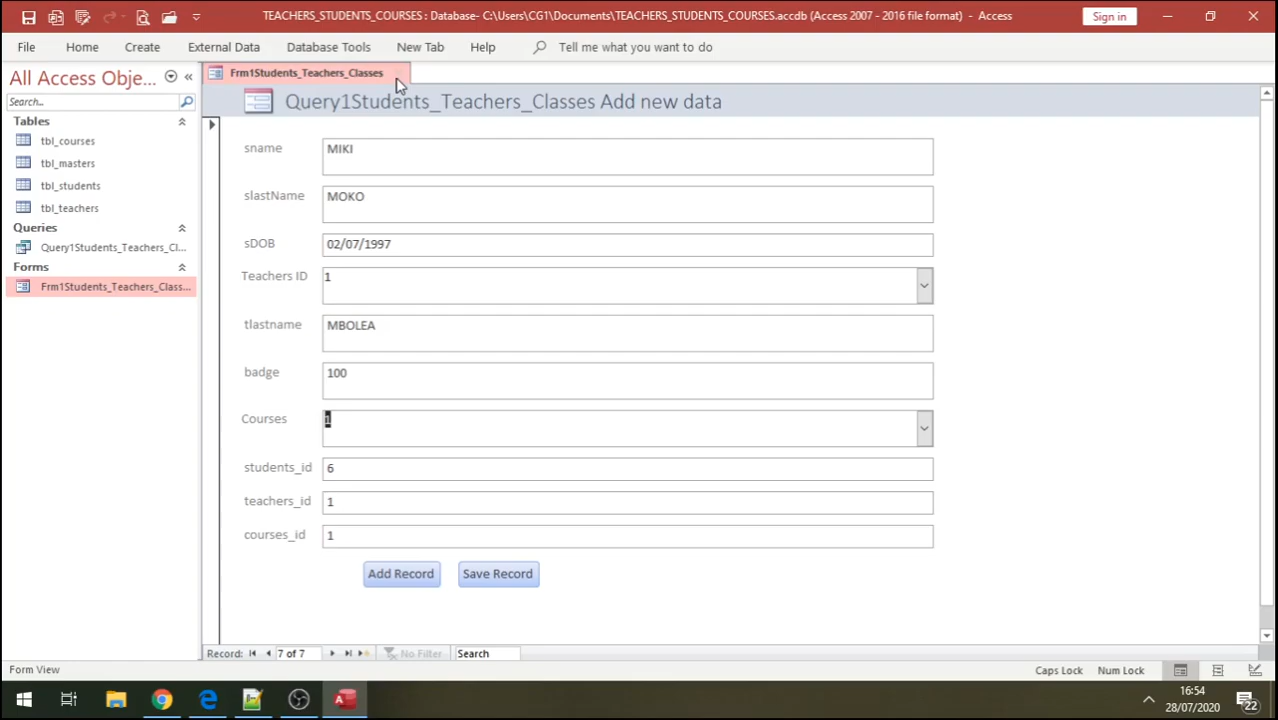 TEACHERS_STUDENTS_COURSES : Database- C:\Users\CG1\Documents\TEACHERS_STUDENTS_COURSES.accdb (Access 2007 - 2016 file format) - Access
Sign in
File Home Create External Data Database Tools New Tab Help Tell me what you want to do
All Access Obje...
Search...
Tables
tbl_courses
tbl_masters
tbl_students
tbl_teachers
Queries
Query1Students_Teachers_Cl...
Forms
Frm1Students_Teachers_Class...
Frm1Students_Teachers_Classes
Query1Students_Teachers_Classes Add new data
sname MIKI
slastName MOKO
sDOB 02/07/1997
Teachers ID 1
tlastname MBOLEA
badge 100
Courses 1
students_id 6
teachers_id 1
courses_id 1
Add Record Save Record
Record: 7 of 7 No Filter Search
Form View Caps Lock Num Lock
16:54
28/07/2020
22